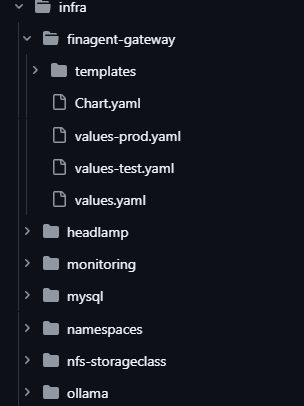 infra
finagent-gateway
templates
Chart.yaml
values-prod.yaml
values-test.yaml
values.yaml
headlamp
monitoring
mysql
namespaces
nfs-storageclass
ollama